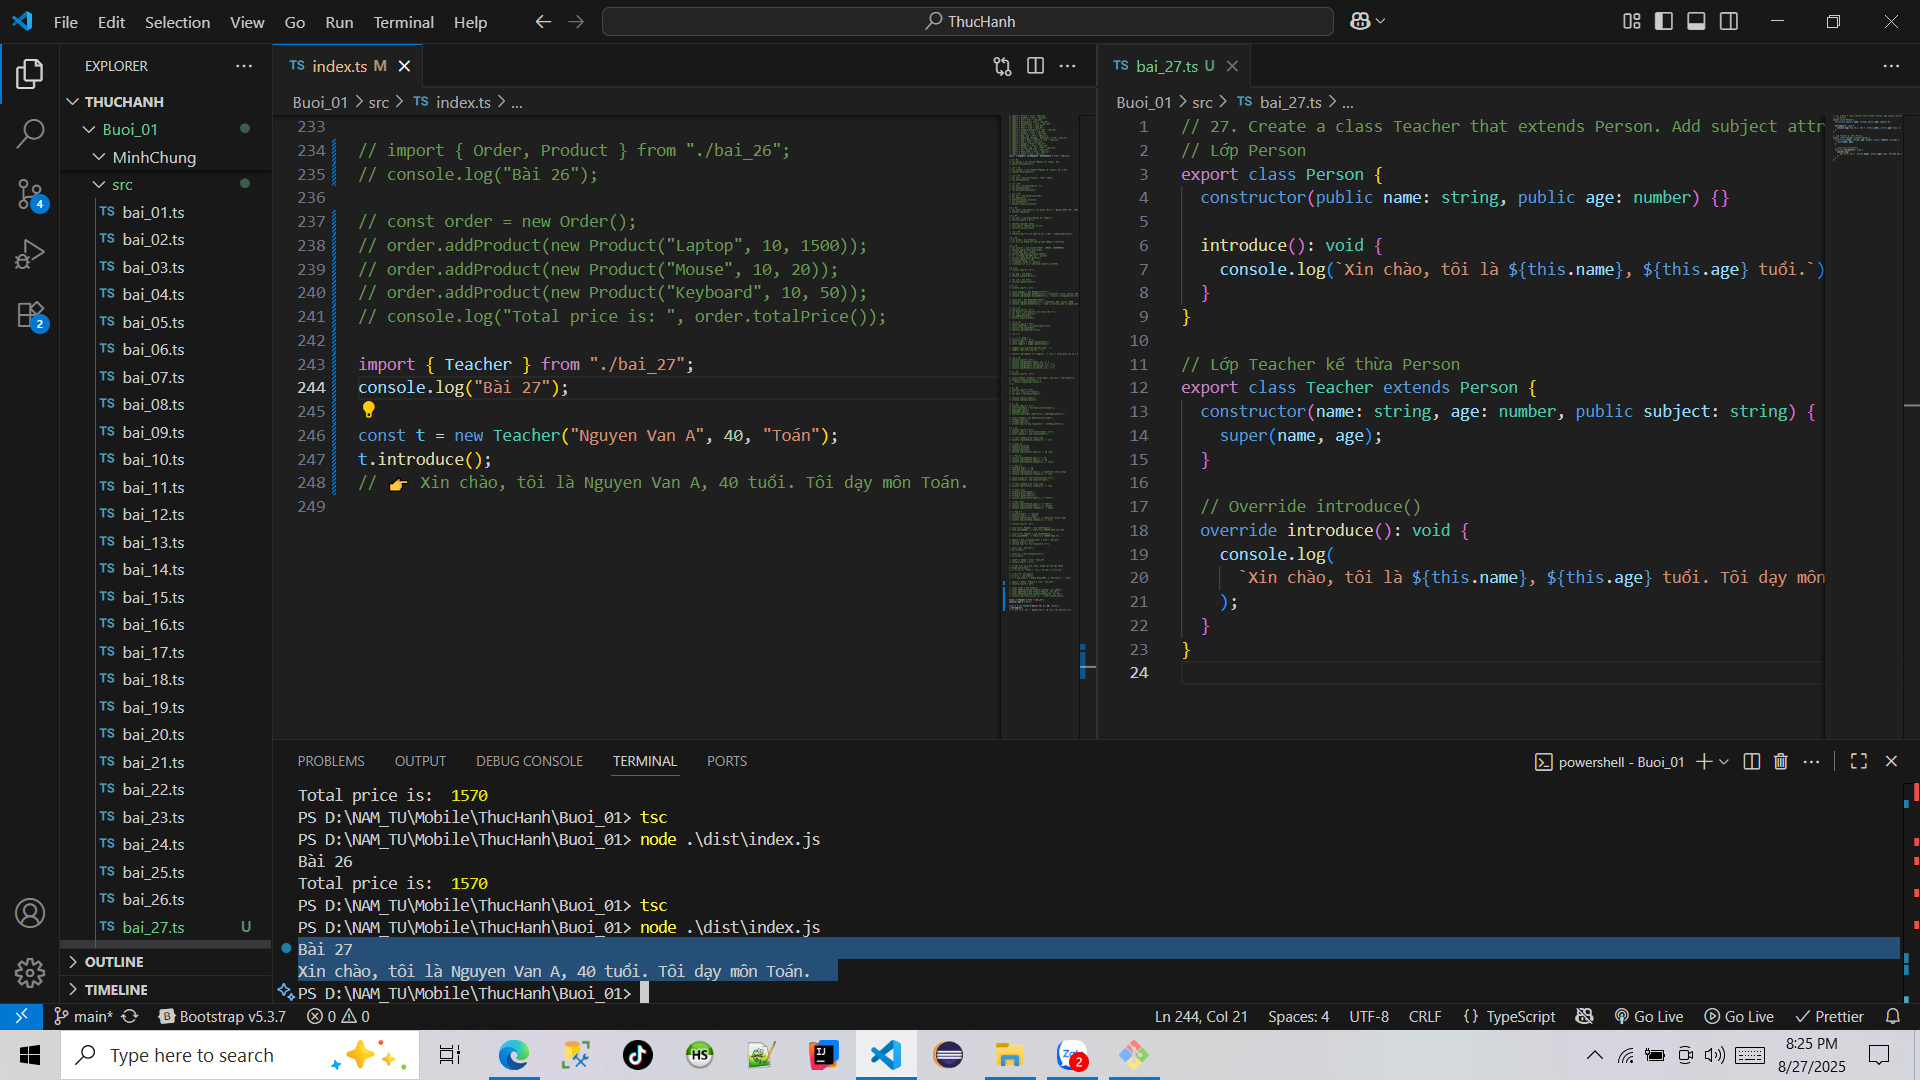 File Edit Selection View Go Run Terminal Help
ThucHanh
EXPLORER
THUCHANH
Buoi_01
MinhChung
src
TS bai_01.ts
TS bai_02.ts
TS bai_03.ts
TS bai_04.ts
TS bai_05.ts
TS bai_06.ts
TS bai_07.ts
TS bai_08.ts
TS bai_09.ts
TS bai_10.ts
TS bai_11.ts
TS bai_12.ts
TS bai_13.ts
TS bai_14.ts
TS bai_15.ts
TS bai_16.ts
TS bai_17.ts
TS bai_18.ts
TS bai_19.ts
TS bai_20.ts
TS bai_21.ts
TS bai_22.ts
TS bai_23.ts
TS bai_24.ts
TS bai_25.ts
TS bai_26.ts
TS bai_27.ts U
OUTLINE
TIMELINE
4
2
TS index.ts M
Buoi_01 > src > TS index.ts > ...
233
234 // import { Order, Product } from "./bai_26";
235 // console.log("Bài 26");
236
237 // const order = new Order();
238 // order.addProduct(new Product("Laptop", 10, 1500));
239 // order.addProduct(new Product("Mouse", 10, 20));
240 // order.addProduct(new Product("Keyboard", 10, 50));
241 // console.log("Total price is: ", order.totalPrice());
242
243 import { Teacher } from "./bai_27";
244 console.log("Bài 27");
245
246 const t = new Teacher("Nguyen Van A", 40, "Toán");
247 t.introduce();
248 // 👉 Xin chào, tôi là Nguyen Van A, 40 tuổi. Tôi dạy môn Toán.
249
TS bai_27.ts U
Buoi_01 > src > TS bai_27.ts > ...
1 // 27. Create a class Teacher that extends Person. Add subject attr
2 // Lớp Person
3 export class Person {
4 constructor(public name: string, public age: number) {}
5
6 introduce(): void {
7 console.log(`Xin chào, tôi là ${this.name}, ${this.age} tuổi.`)
8 }
9 }
10
11 // Lớp Teacher kế thừa Person
12 export class Teacher extends Person {
13 constructor(name: string, age: number, public subject: string) {
14 super(name, age);
15 }
16
17 // Override introduce()
18 override introduce(): void {
19 console.log(
20 `Xin chào, tôi là ${this.name}, ${this.age} tuổi. Tôi dạy môn
21 );
22 }
23 }
24
PROBLEMS OUTPUT DEBUG CONSOLE TERMINAL PORTS
powershell - Buoi_01
Total price is:  1570
PS D:\NAM_TU\Mobile\ThucHanh\Buoi_01> tsc
PS D:\NAM_TU\Mobile\ThucHanh\Buoi_01> node .\dist\index.js
Bài 26
Total price is:  1570
PS D:\NAM_TU\Mobile\ThucHanh\Buoi_01> tsc
PS D:\NAM_TU\Mobile\ThucHanh\Buoi_01> node .\dist\index.js
Bài 27
Xin chào, tôi là Nguyen Van A, 40 tuổi. Tôi dạy môn Toán.
PS D:\NAM_TU\Mobile\ThucHanh\Buoi_01>
main* Bootstrap v5.3.7 0 0 Ln 244, Col 21 Spaces: 4 UTF-8 CRLF {} TypeScript Go Live Go Live Prettier
Type here to search
HS
IJ
2
8:25 PM
8/27/2025